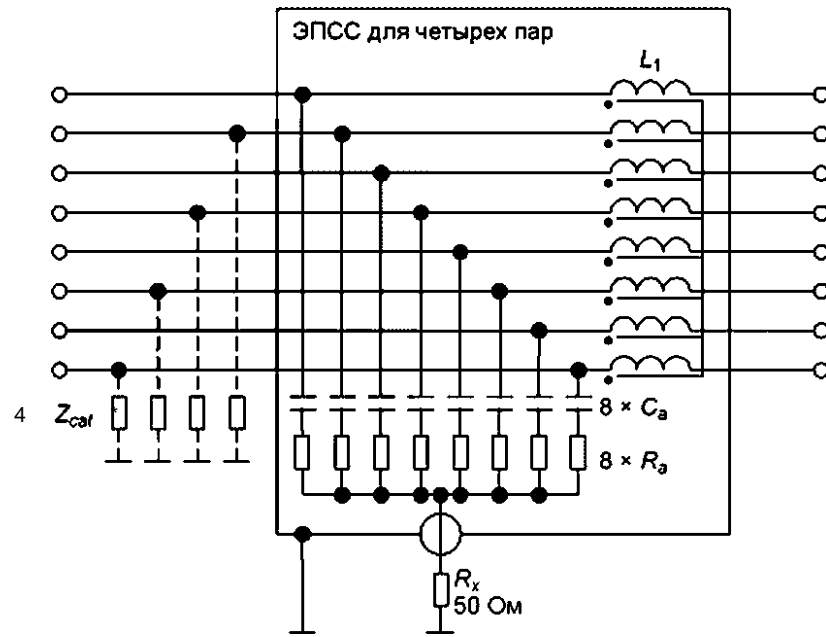 ЭПСС для четырех пар
L1
4 Zcat
8 × Ca
8 × Ra
Rx
50 Ом